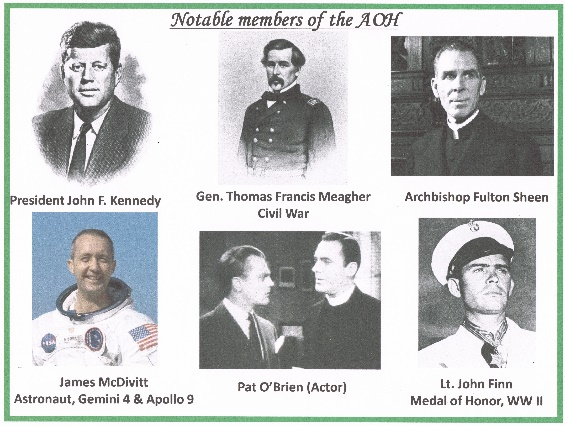 Notable members of the AOH
President John F. Kennedy
Gen. Thomas Francis Meagher
Civil War
Archbishop Fulton Sheen
James McDivitt
Astronaut, Gemini 4 & Apollo 9
Pat O'Brien (Actor)
Lt. John Finn
Medal of Honor, WW II